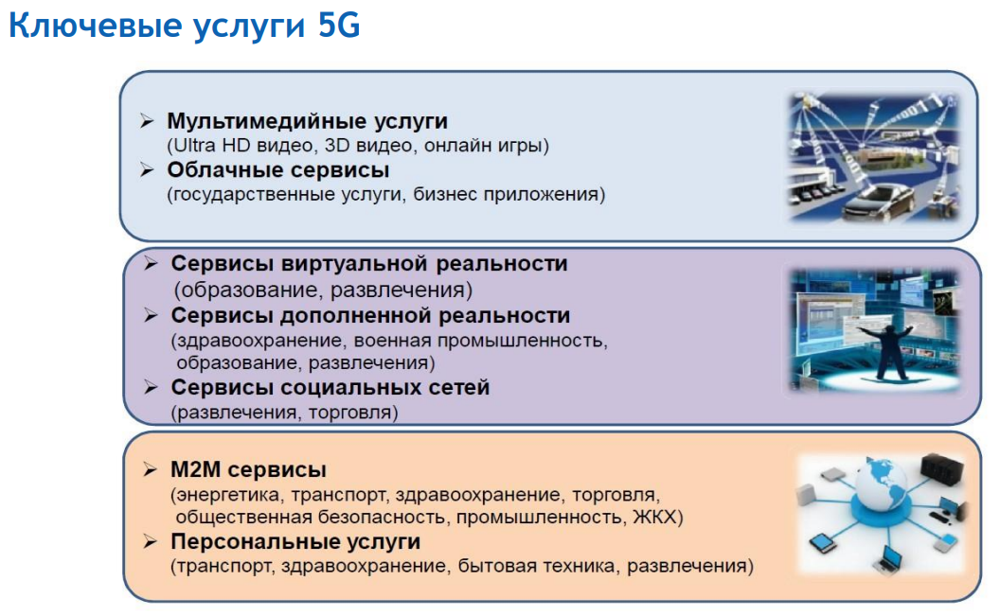 Ключевые услуги 5G
➢ Мультимедийные услуги
(Ultra HD видео, 3D видео, онлайн игры)
➢ Облачные сервисы
(государственные услуги, бизнес приложения)
➢ Сервисы виртуальной реальности
(образование, развлечения)
➢ Сервисы дополненной реальности
(здравоохранение, военная промышленность,
образование, развлечения)
➢ Сервисы социальных сетей
(развлечения, торговля)
➢ M2M сервисы
(энергетика, транспорт, здравоохранение, торговля,
общественная безопасность, промышленность, ЖКХ)
➢ Персональные услуги
(транспорт, здравоохранение, бытовая техника, развлечения)